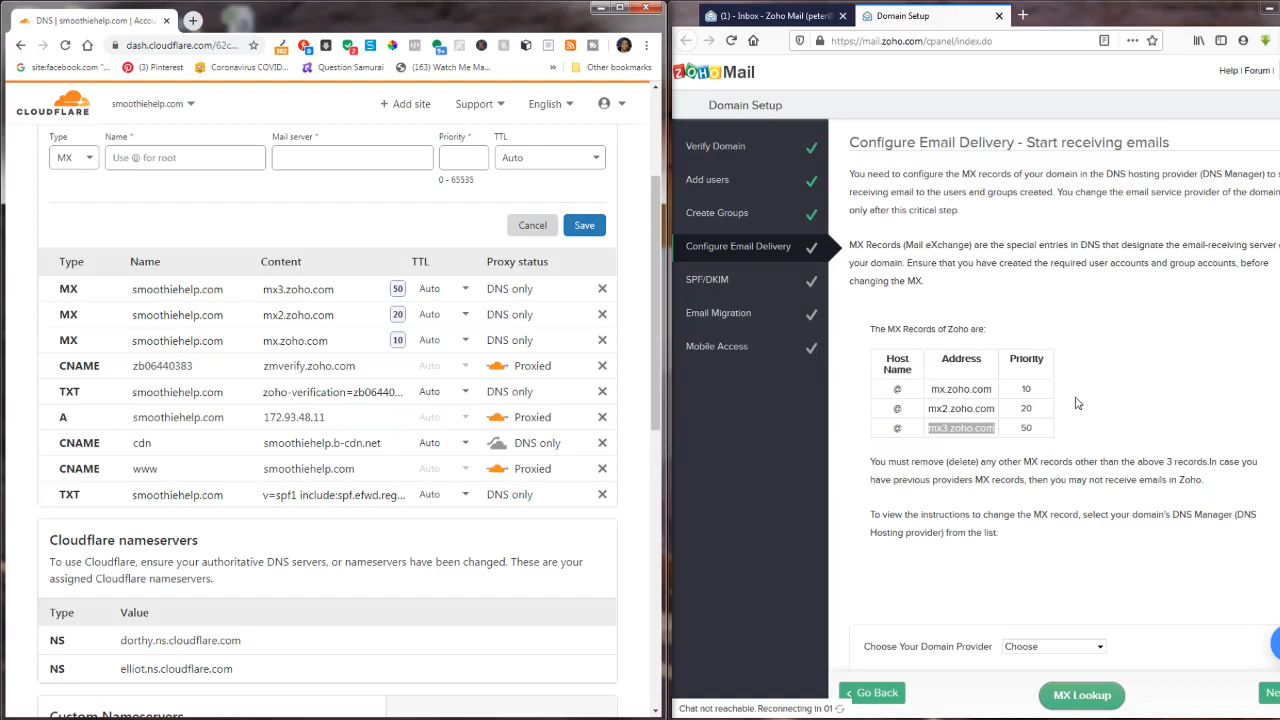 DNS | smoothiehelp.com | Accou
dash.cloudflare.com/62c...
site:facebook.com "...
(3) Pinterest
Coronavirus COVID...
Question Samurai
(163) Watch Me Ma...
»
Other bookmarks
CLOUDFLARE
smoothiehelp.com
+ Add site
Support
English
Type
Name *
Mail server *
Priority *
TTL
MX
Use @ for root
Auto
0 - 65535
Cancel
Save
Type Name Content TTL Proxy status
MX smoothiehelp.com mx3.zoho.com 50 Auto DNS only
MX smoothiehelp.com mx2.zoho.com 20 Auto DNS only
MX smoothiehelp.com mx.zoho.com 10 Auto DNS only
CNAME zb06440383 zmverify.zoho.com Auto Proxied
TXT smoothiehelp.com zoho-verification=zb06440... Auto DNS only
A smoothiehelp.com 172.93.48.11 Auto Proxied
CNAME cdn smoothiehelp.b-cdn.net Auto DNS only
CNAME www smoothiehelp.com Auto Proxied
TXT smoothiehelp.com v=spf1 include:spf.efwd.reg... Auto DNS only
Cloudflare nameservers
To use Cloudflare, ensure your authoritative DNS servers, or nameservers have been changed. These are your
assigned Cloudflare nameservers.
Type Value
NS dorthy.ns.cloudflare.com
NS elliot.ns.cloudflare.com
Custom Nameservers
(1) - Inbox - Zoho Mail (peter@
Domain Setup
https://mail.zoho.com/cpanel/index.do
ZOHO Mail
Help | Forum |
Domain Setup
Verify Domain
Add users
Create Groups
Configure Email Delivery
SPF/DKIM
Email Migration
Mobile Access
Configure Email Delivery - Start receiving emails
You need to configure the MX records of your domain in the DNS hosting provider (DNS Manager) to s
receiving email to the users and groups created. You change the email service provider of the domain
only after this critical step.
MX Records (Mail eXchange) are the special entries in DNS that designate the email-receiving server o
your domain. Ensure that you have created the required user accounts and group accounts, before
changing the MX.
The MX Records of Zoho are:
Host Name Address Priority
@ mx.zoho.com 10
@ mx2.zoho.com 20
@ mx3.zoho.com 50
You must remove (delete) any other MX records other than the above 3 records.In case you
have previous providers MX records, then you may not receive emails in Zoho.
To view the instructions to change the MX record, select your domain's DNS Manager (DNS
Hosting provider) from the list:
Choose Your Domain Provider Choose
Go Back
MX Lookup
Ne
Chat not reachable. Reconnecting in 01